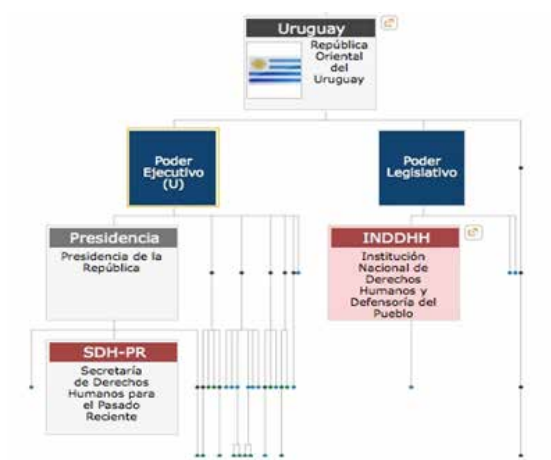 Uruguay
República
Oriental
del
Uruguay
Poder
Ejecutivo
(U)
Poder
Legislativo
Presidencia
Presidencia de la
República
INDDHH
Institución
Nacional de
Derechos
Humanos y
Defensoría del
Pueblo
SDH-PR
Secretaría
de Derechos
Humanos para
el Pasado
Reciente